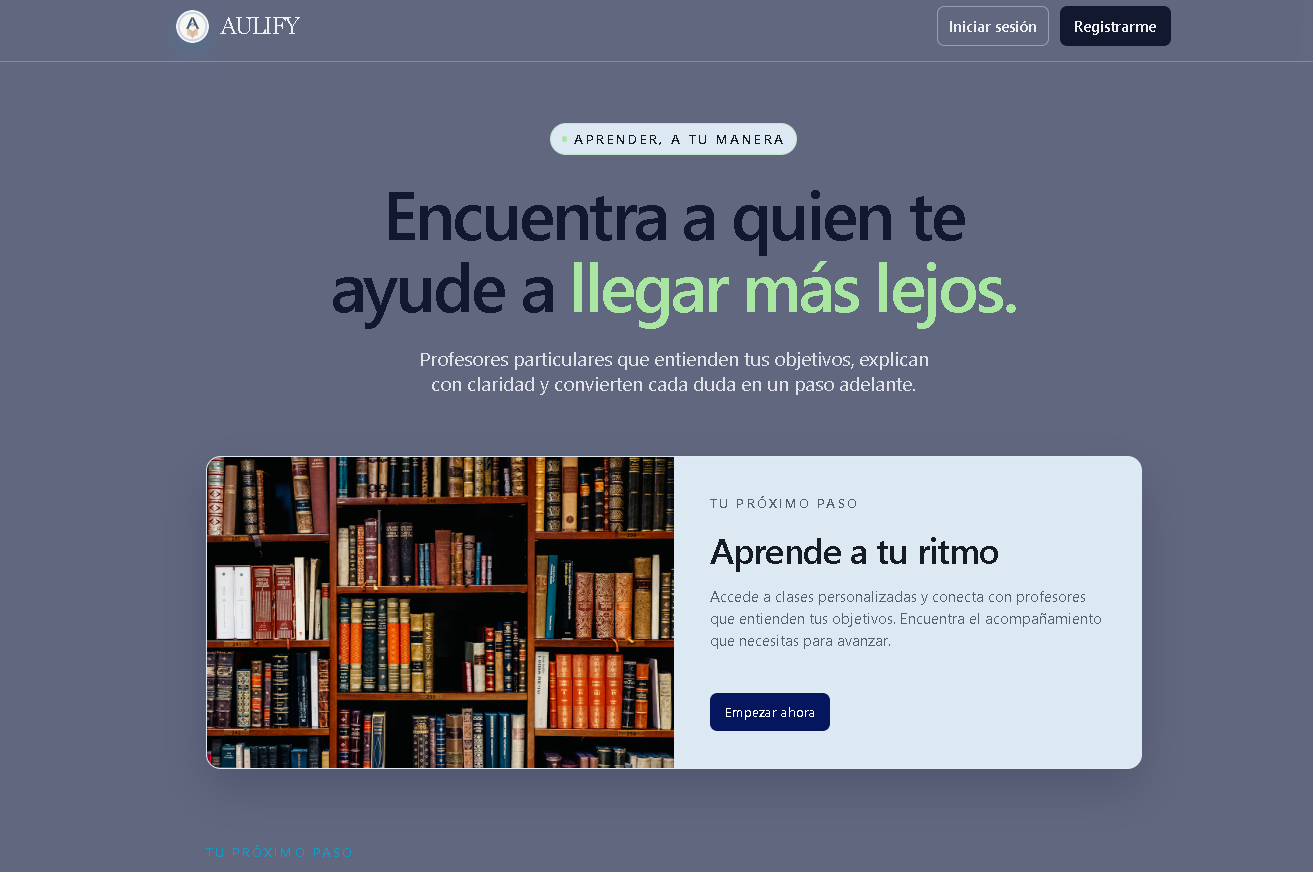 AULIFY
Iniciar sesión
Registrarme
APRENDER, A TU MANERA
Encuentra a quien te
ayude a llegar más lejos.
Profesores particulares que entienden tus objetivos, explican
con claridad y convierten cada duda en un paso adelante.
TU PRÓXIMO PASO
Aprende a tu ritmo
Accede a clases personalizadas y conecta con profesores
que entienden tus objetivos. Encuentra el acompañamiento
que necesitas para avanzar.
Empezar ahora
TU PRÓXIMO PASO